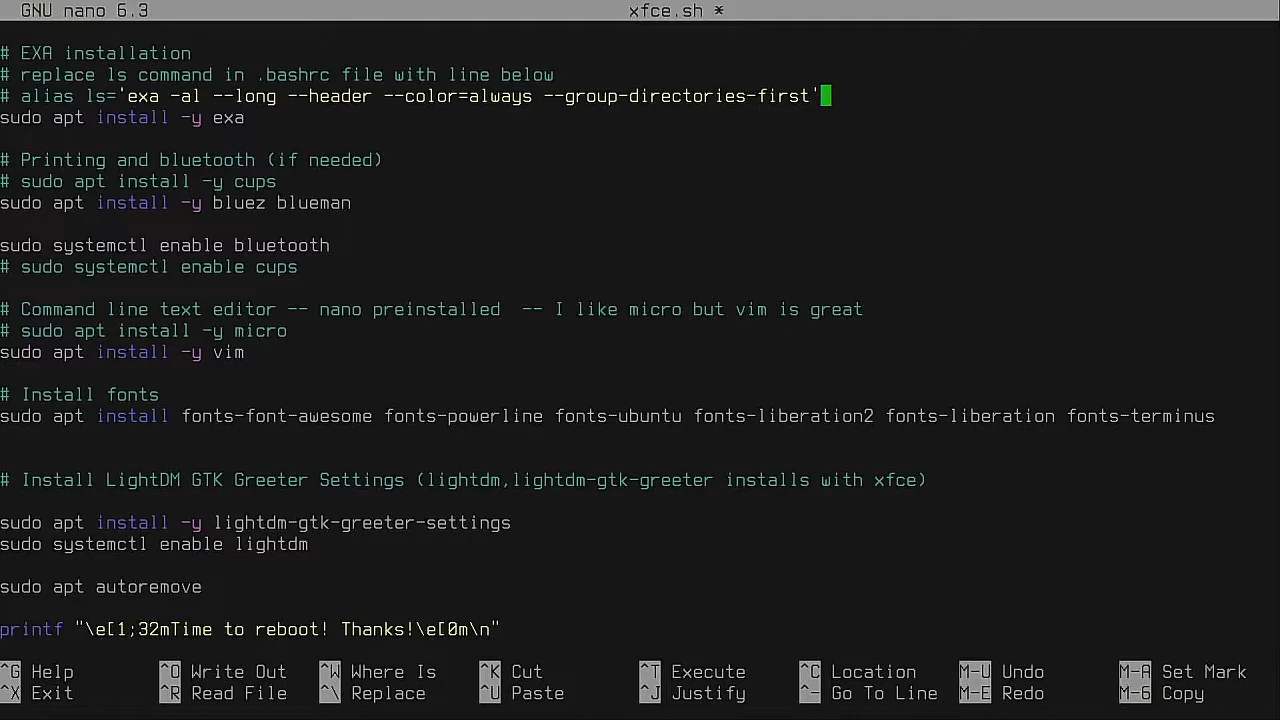 GNU nano 6.3 xfce.sh *
# EXA installation
# replace ls command in .bashrc file with line below
# alias ls='exa -al --long --header --color=always --group-directories-first'
sudo apt install -y exa
# Printing and bluetooth (if needed)
# sudo apt install -y cups
sudo apt install -y bluez blueman
sudo systemctl enable bluetooth
# sudo systemctl enable cups
# Command line text editor -- nano preinstalled  -- I like micro but vim is great
# sudo apt install -y micro
sudo apt install -y vim
# Install fonts
sudo apt install fonts-font-awesome fonts-powerline fonts-ubuntu fonts-liberation2 fonts-liberation fonts-terminus
# Install LightDM GTK Greeter Settings (lightdm,lightdm-gtk-greeter installs with xfce)
sudo apt install -y lightdm-gtk-greeter-settings
sudo systemctl enable lightdm
sudo apt autoremove
printf "\e[1;32mTime to reboot! Thanks!\e[0m\n"
^G Help ^O Write Out ^W Where Is ^K Cut ^T Execute ^C Location M-U Undo M-A Set Mark
^X Exit ^R Read File ^\ Replace ^U Paste ^J Justify ^- Go To Line M-E Redo M-6 Copy